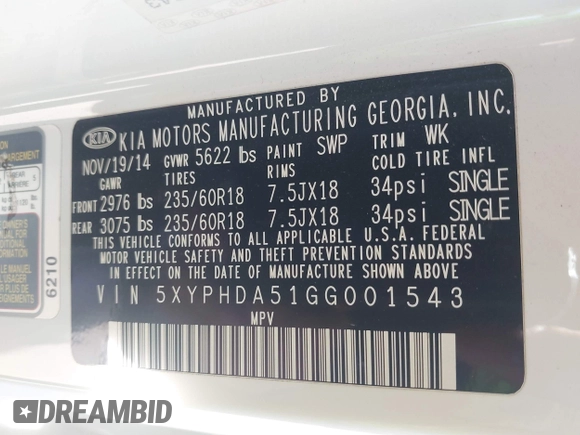 MANUFACTURED BY
KIA KIA MOTORS MANUFACTURING GEORGIA, INC.
NOV/19/14 GVWR 5622 lbs PAINT SWP TRIM WK
GAWR TIRES RIMS COLD TIRE INFL
FRONT 2976 lbs 235/60R18 7.5JX18 34psi SINGLE
REAR 3075 lbs 235/60R18 7.5JX18 34psi SINGLE
THIS VEHICLE CONFORMS TO ALL APPLICABLE U.S.A. FEDERAL
MOTOR VEHICLE SAFETY AND THEFT PREVENTION STANDARDS IN
EFFECT ON THE DATE OF MANUFACTURE SHOWN ABOVE.
VIN 5XYPHDA51GG001543
MPV
6210
DREAMBID